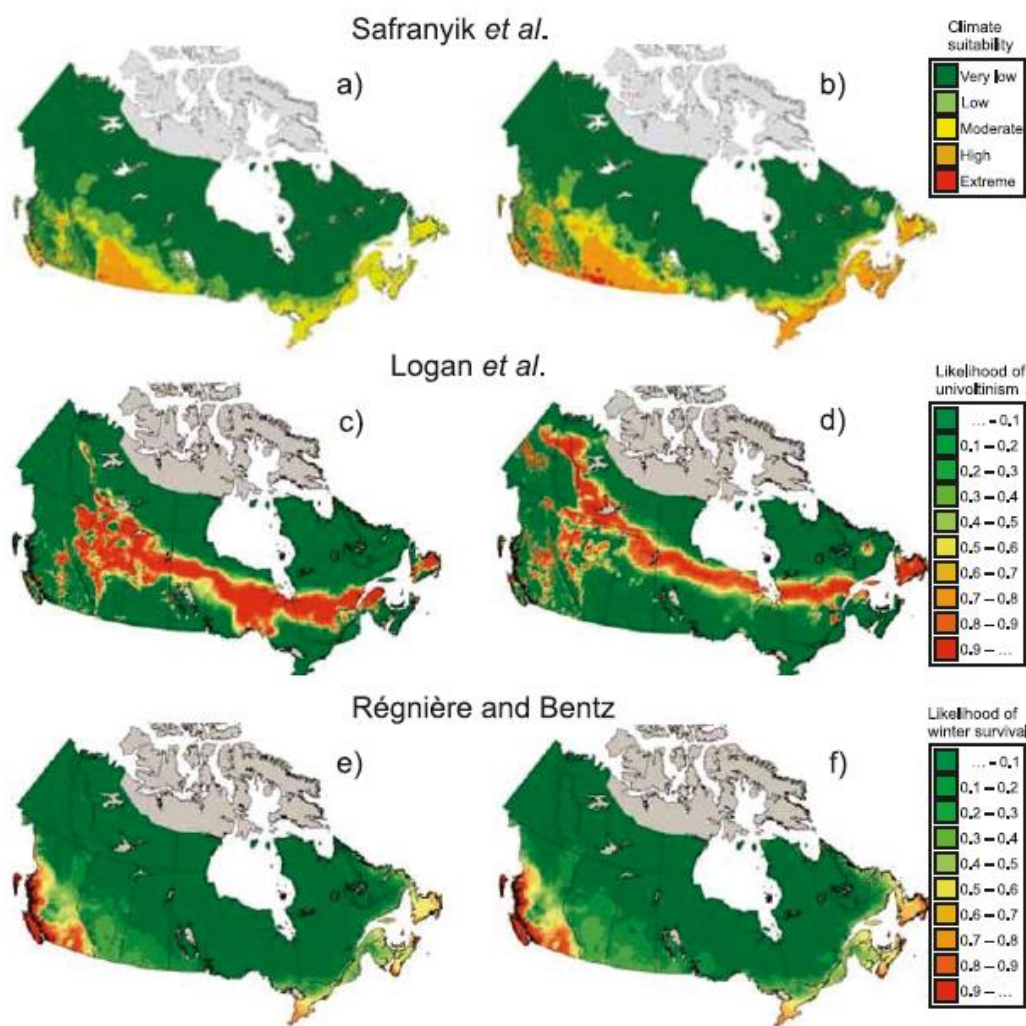 Safranyik et al.
a)
b)
Climate
suitability
Very low
Low
Moderate
High
Extreme
Logan et al.
c)
d)
Likelihood of
univoltinism
... - 0.1
0.1 – 0.2
0.2 – 0.3
0.3 – 0.4
0.4 – 0.5
0.5 – 0.6
0.6 – 0.7
0.7 – 0.8
0.8 – 0.9
0.9 – ...
Régnière and Bentz
e)
f)
Likelihood of
winter survival
... – 0.1
0.1 – 0.2
0.2 – 0.3
0.3 – 0.4
0.4 – 0.5
0.5 – 0.6
0.6 – 0.7
0.7 – 0.8
0.8 – 0.9
0.9 – ...